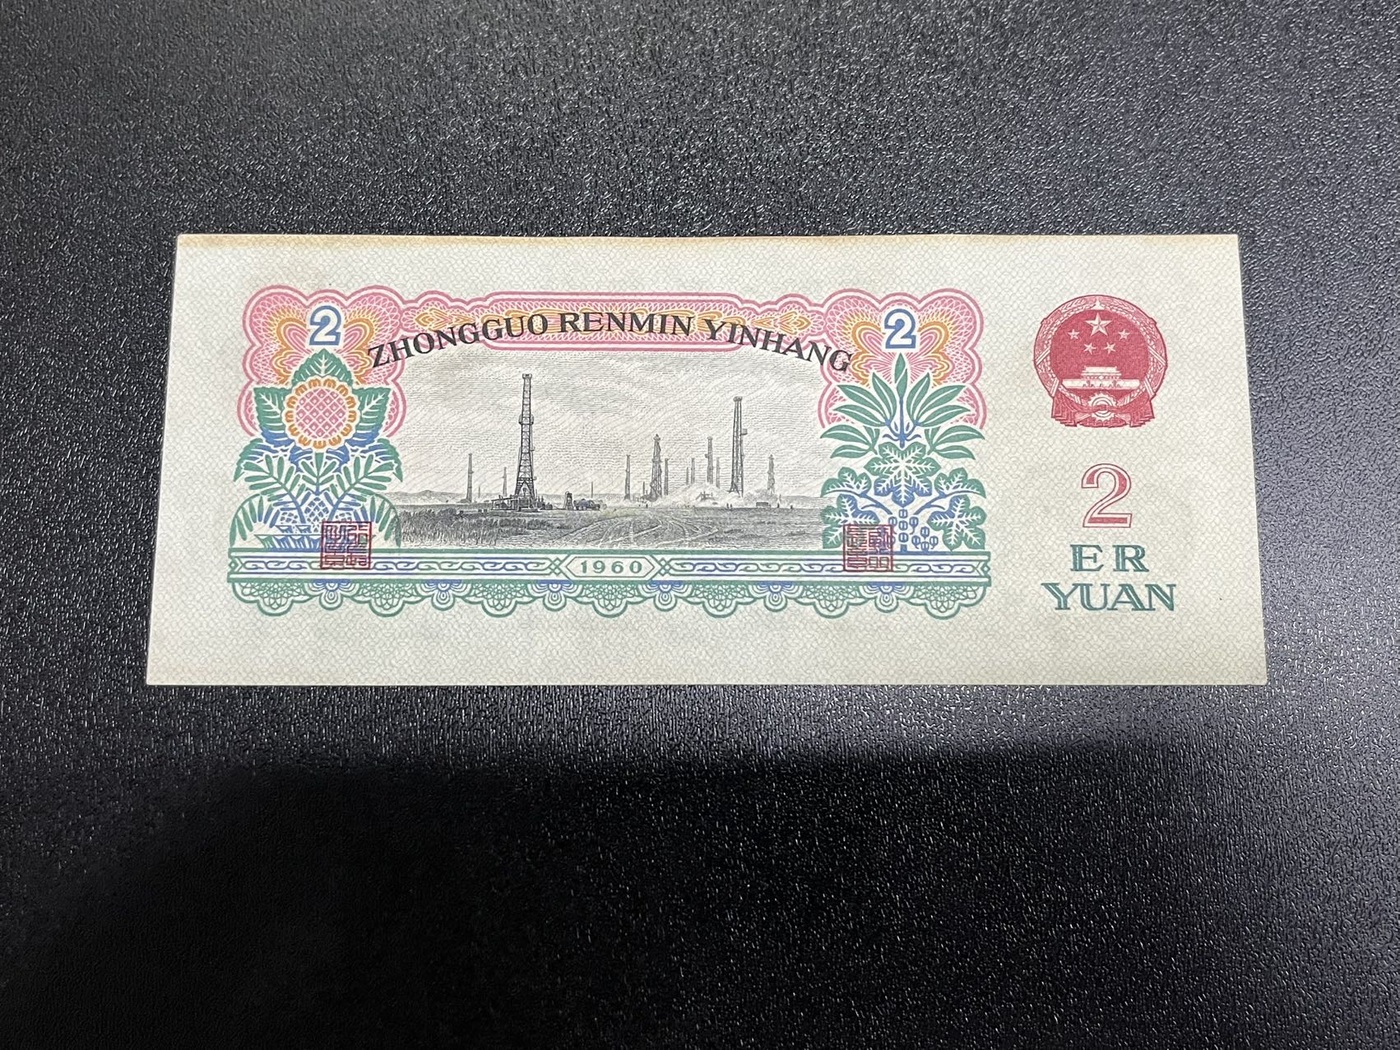 2
ZHONGGUO RENMIN YINHANG
2
1960
2
ER
YUAN